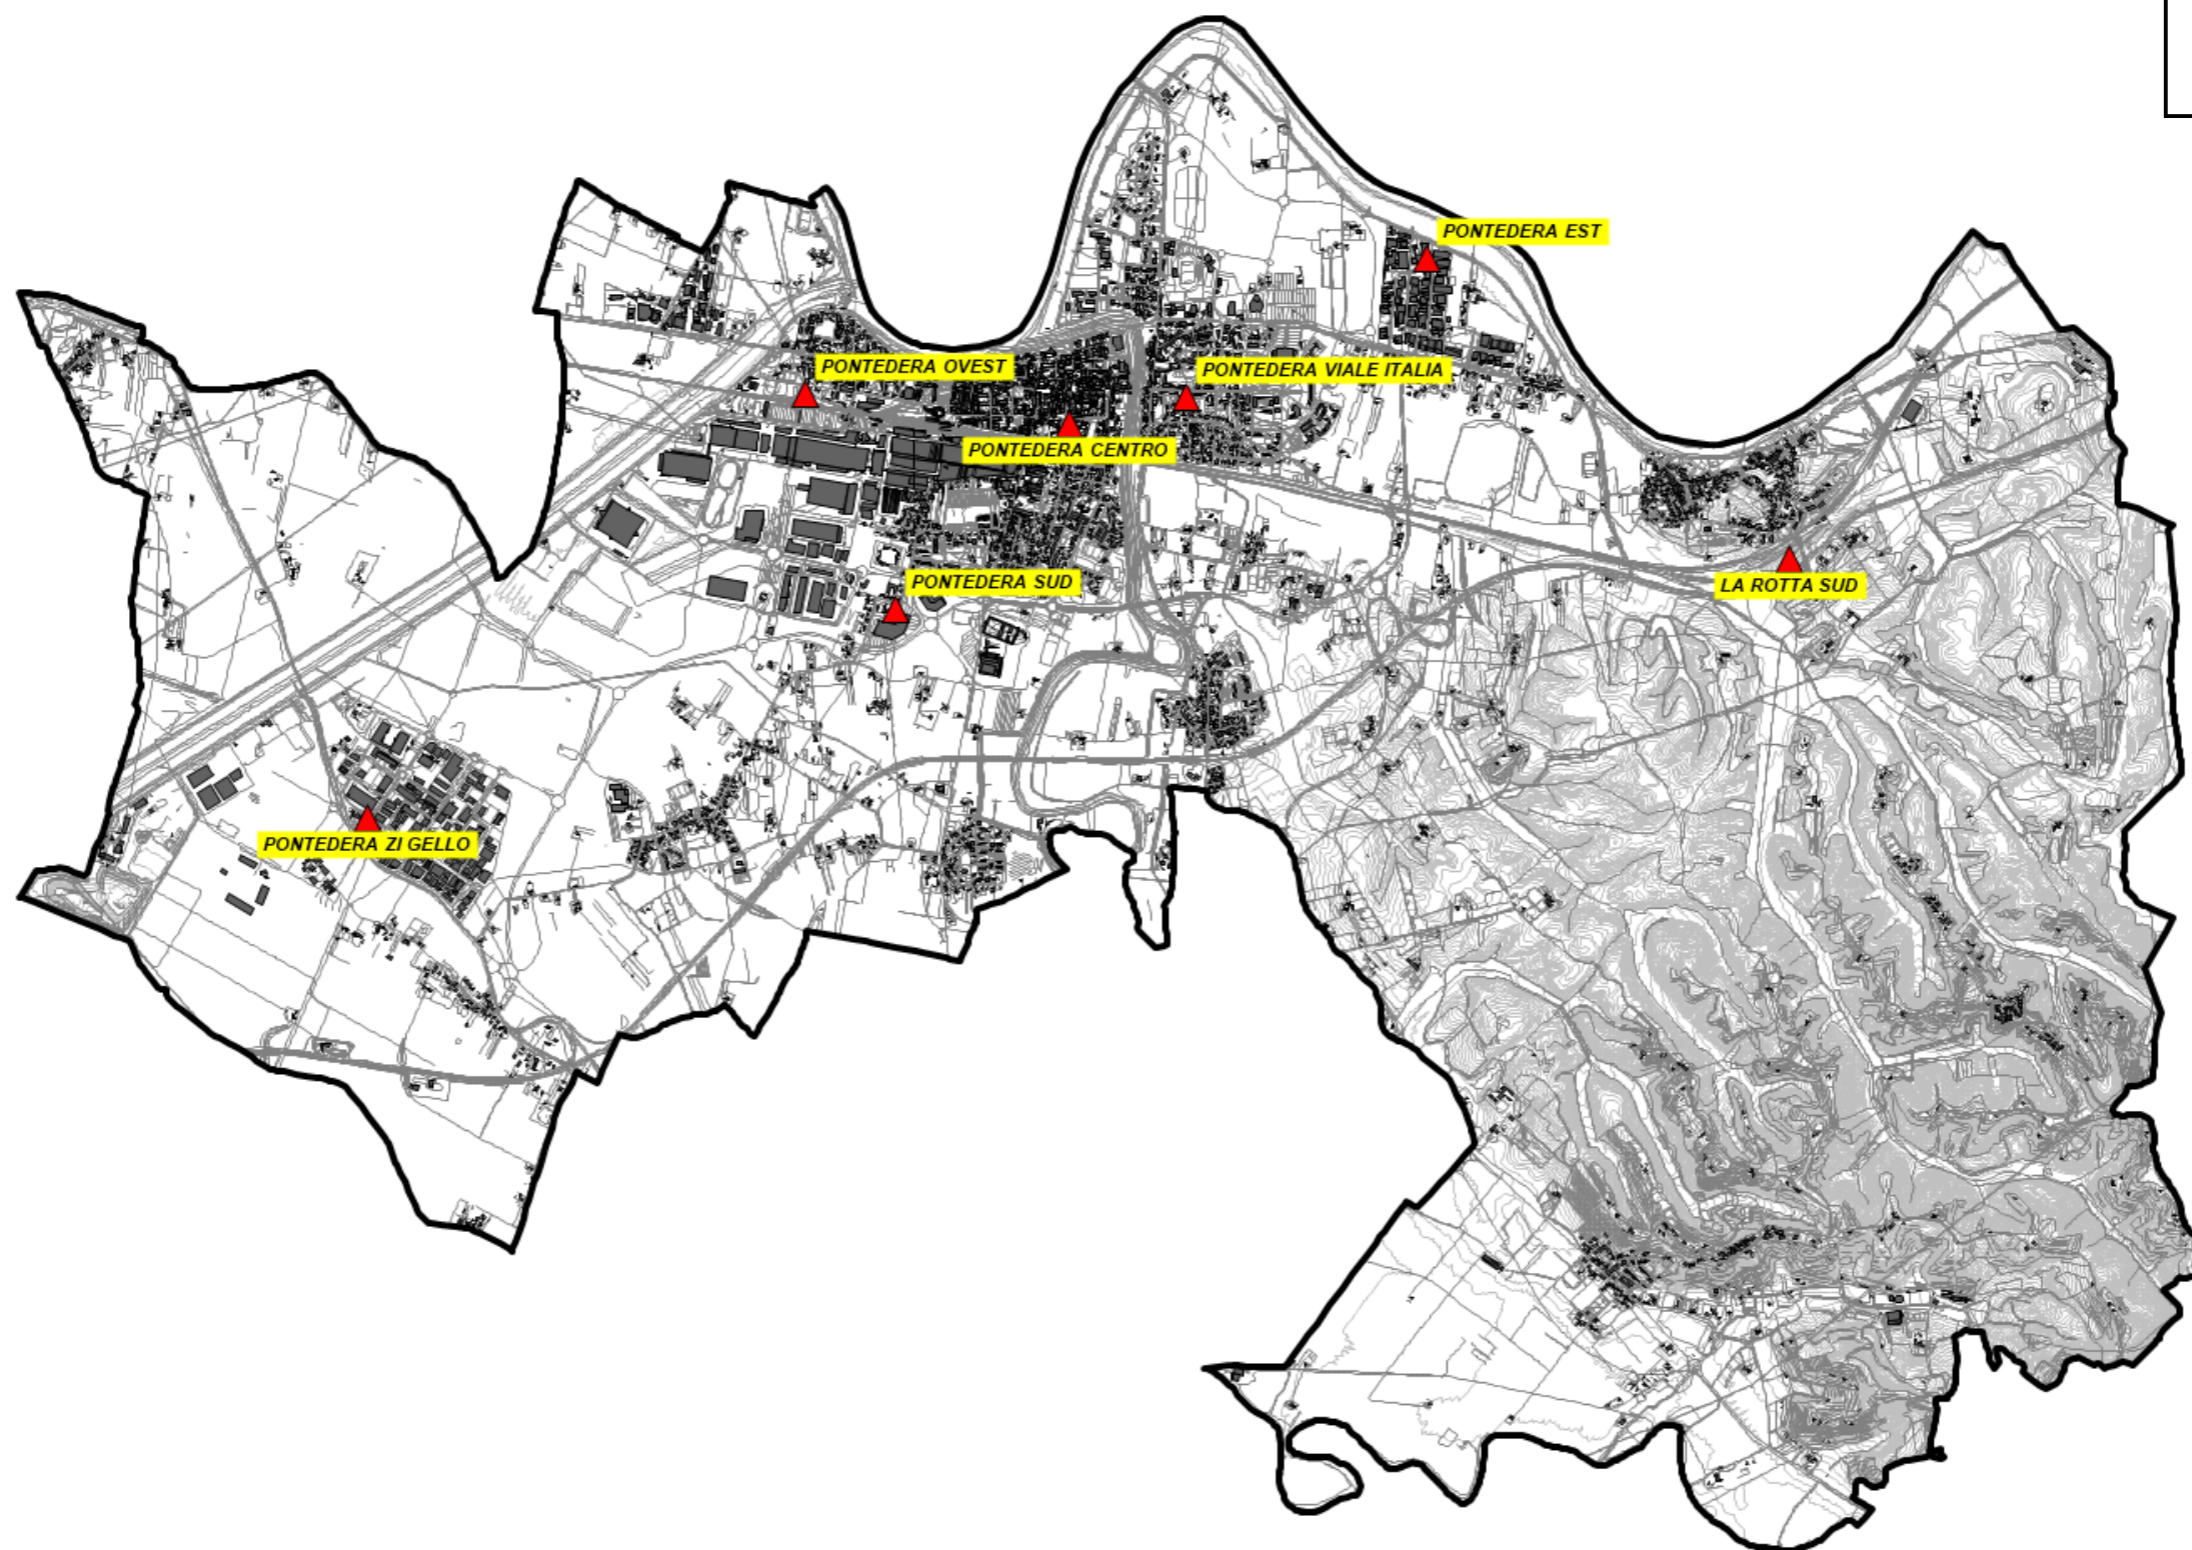 PONTEDERA EST
PONTEDERA OVEST
PONTEDERA VIALE ITALIA
PONTEDERA CENTRO
PONTEDERA SUD
LA ROTTA SUD
PONTEDERA ZI GELLO